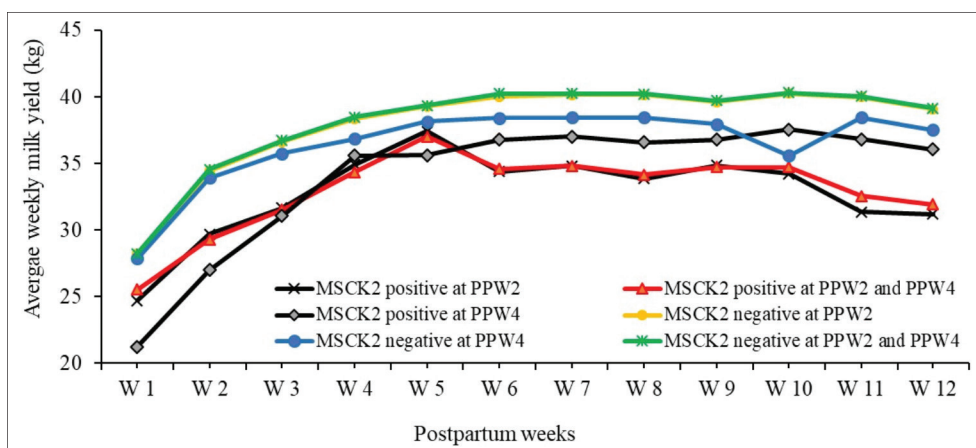 Avergae weekly milk yield (kg)
45
40
35
30
25
20
MSCK2 positive at PPW2
MSCK2 positive at PPW2 and PPW4
MSCK2 positive at PPW4
MSCK2 negative at PPW2
MSCK2 negative at PPW4
MSCK2 negative at PPW2 and PPW4
W 1 W 2 W 3 W 4 W 5 W 6 W 7 W 8 W 9 W 10 W 11 W 12
Postpartum weeks